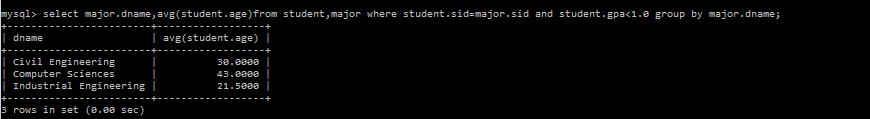 mysql> select major.dname,avg(student.age)from student,major where student.sid=major.sid and student.gpa<1.0 group by major.dname;
+------------------------+------------------+
| dname                  | avg(student.age) |
+------------------------+------------------+
| Civil Engineering      |          30.0000 |
| Computer Sciences      |          43.0000 |
| Industrial Engineering |          21.5000 |
+------------------------+------------------+
3 rows in set (0.00 sec)